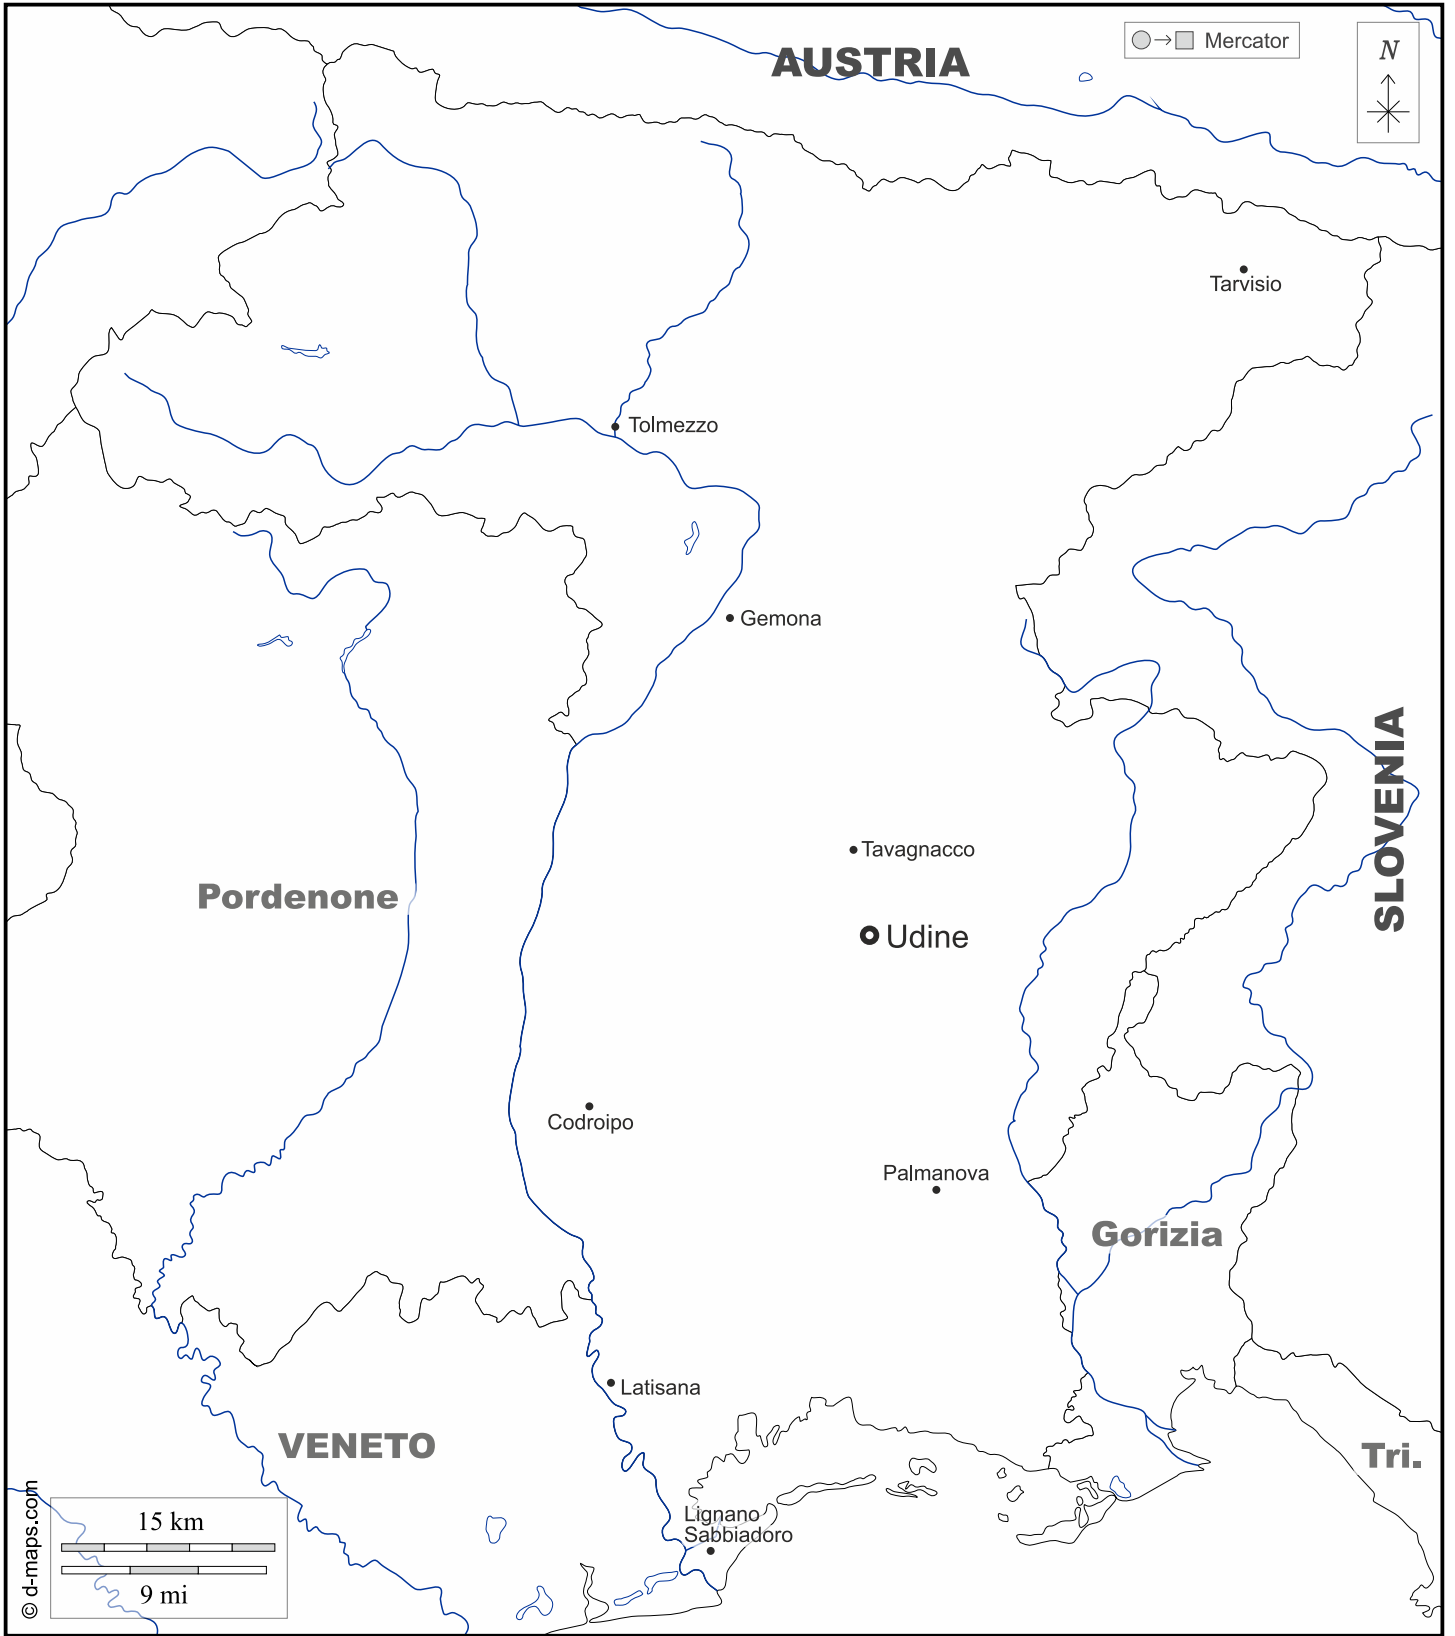 AUSTRIA
Mercator
N
Tarvisio
Tolmezzo
Gemona
SLOVENIA
Tavagnacco
Pordenone
Udine
Codroipo
Palmanova
Gorizia
Latisana
VENETO
Tri.
Lignano
Sabbiadoro
15 km
9 mi
© d-maps.com